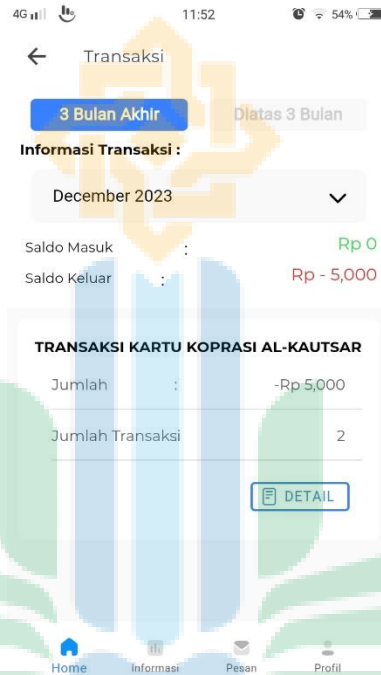 4G 11:52 54%
Transaksi
3 Bulan Akhir Diatas 3 Bulan
Informasi Transaksi :
December 2023
Saldo Masuk : Rp 0
Saldo Keluar : Rp - 5,000
TRANSAKSI KARTU KOPRASI AL-KAUTSAR
Jumlah : -Rp 5,000
Jumlah Transaksi 2
DETAIL
Home Informasi Pesan Profil